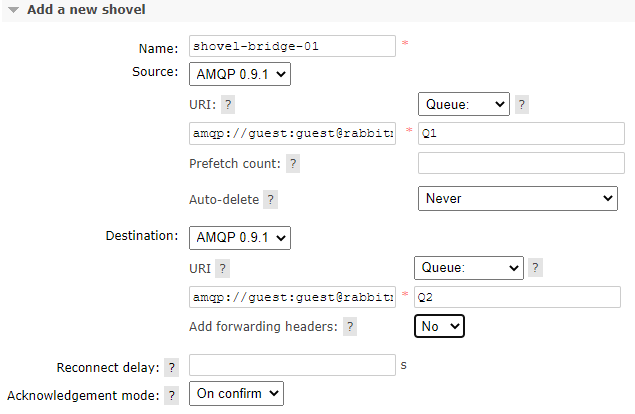 Add a new shovel
Name: shovel-bridge-01 *
Source: AMQP 0.9.1
URI: ? Queue: ?
amqp://guest:guest@rabbit * Q1
Prefetch count: ?
Auto-delete ? Never
Destination: AMQP 0.9.1
URI ? Queue: ?
amqp://guest:guest@rabbit * Q2
Add forwarding headers: ? No
Reconnect delay: ? s
Acknowledgement mode: ? On confirm